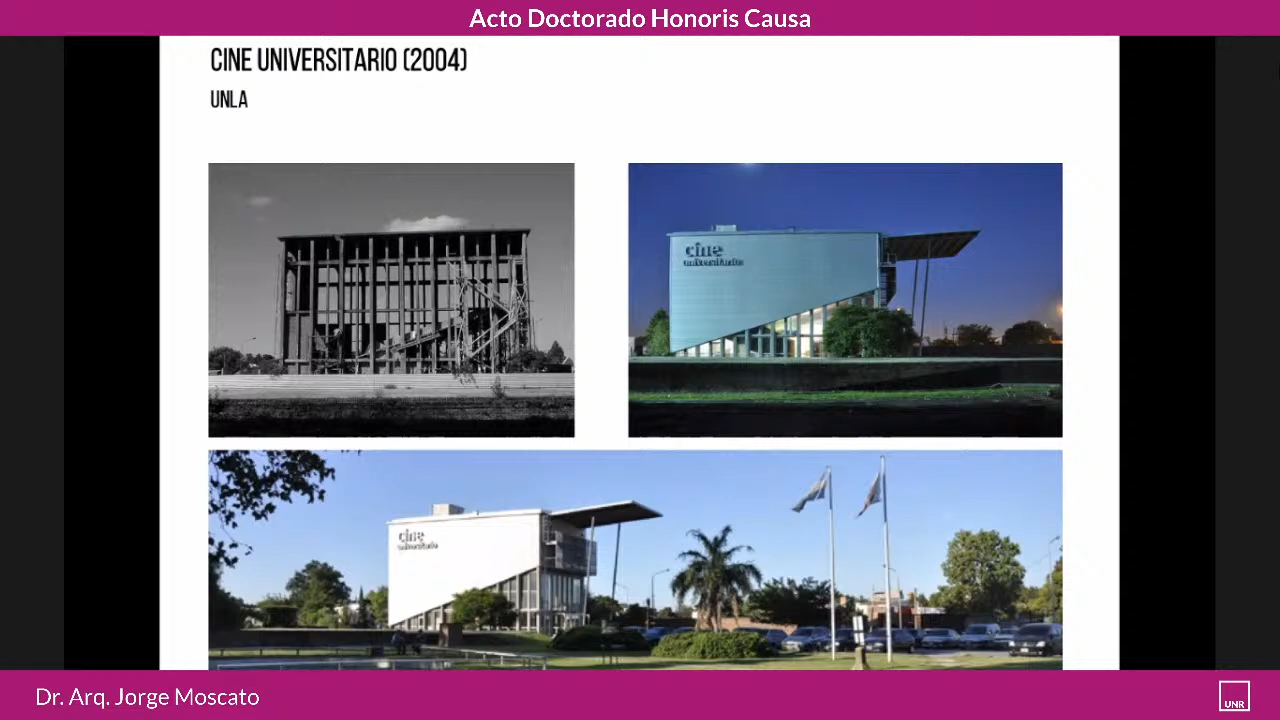 Acto Doctorado Honoris Causa
CINE UNIVERSITARIO (2004)
UNLA
cine
universitario
cine
universitario
Dr. Arq. Jorge Moscato
UNR